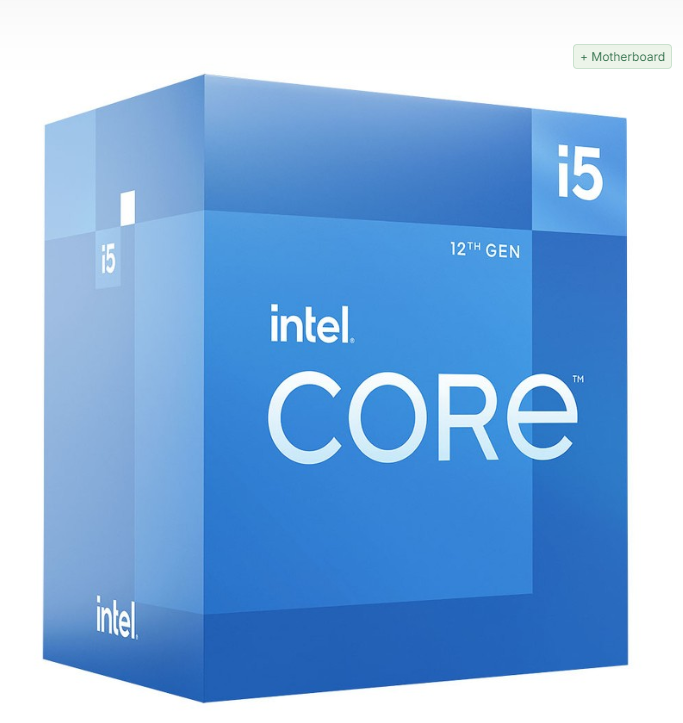 + Motherboard
i5
12TH GEN
i5
intel.
CORE™
intel.